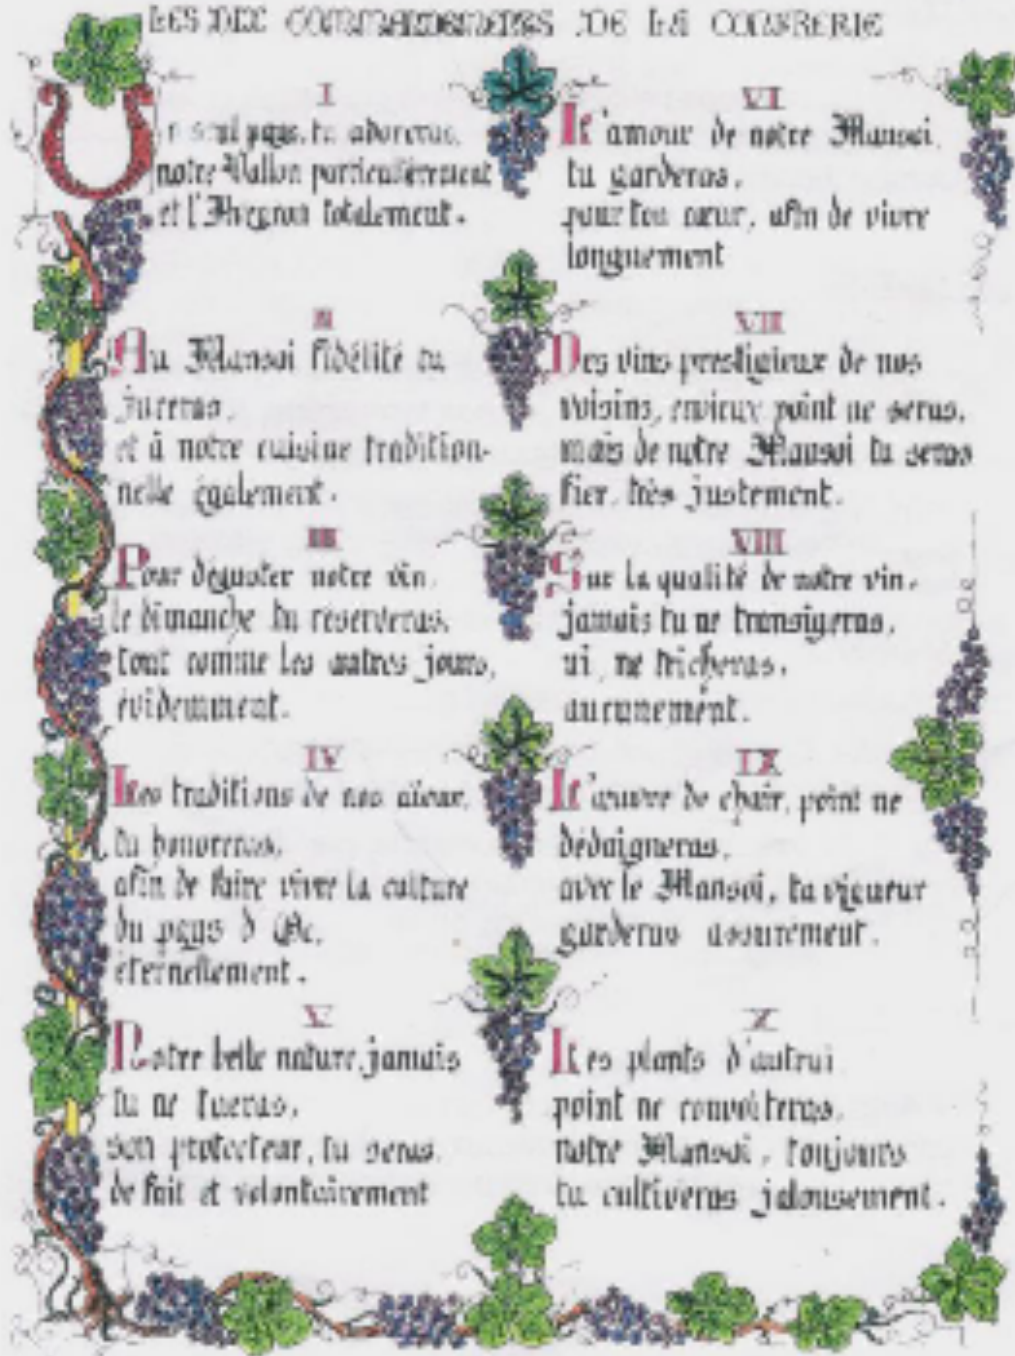 LES DIX COMMANDEMENTS DE LA CONFRERIE
I
Un seul pays, tu adoreras,
notre Vallon particulièrement
et l'Aveyron totalement.
II
Au Mansoi fidélité tu
jureras,
et à notre cuisine tradition-
nelle également.
III
Pour déguster notre vin,
le dimanche tu réserveras,
tout comme les autres jours,
évidemment.
IV
Les traditions de nos aïeux,
tu honoreras,
afin de faire vivre la culture
du pays d'Oc,
éternellement.
V
Notre belle nature, jamais
tu ne tueras,
son protecteur, tu seras,
de fait et volontairement
VI
L'amour de notre Mansoi,
tu garderas,
pour ton cœur, afin de vivre
longuement
VII
Des vins prestigieux de nos
voisins, envieux point ne seras,
mais de notre Mansoi tu seras
fier, très justement.
VIII
Sur la qualité de notre vin,
jamais tu ne transigeras,
ni, ne tricheras,
aucunement.
IX
L'œuvre de chair, point ne
dédaigneras,
avec le Mansoi, ta vigueur
garderas assurément.
X
Les plants d'autrui
point ne convoiteras,
notre Mansoi, toujours
tu cultiveras jalousement.